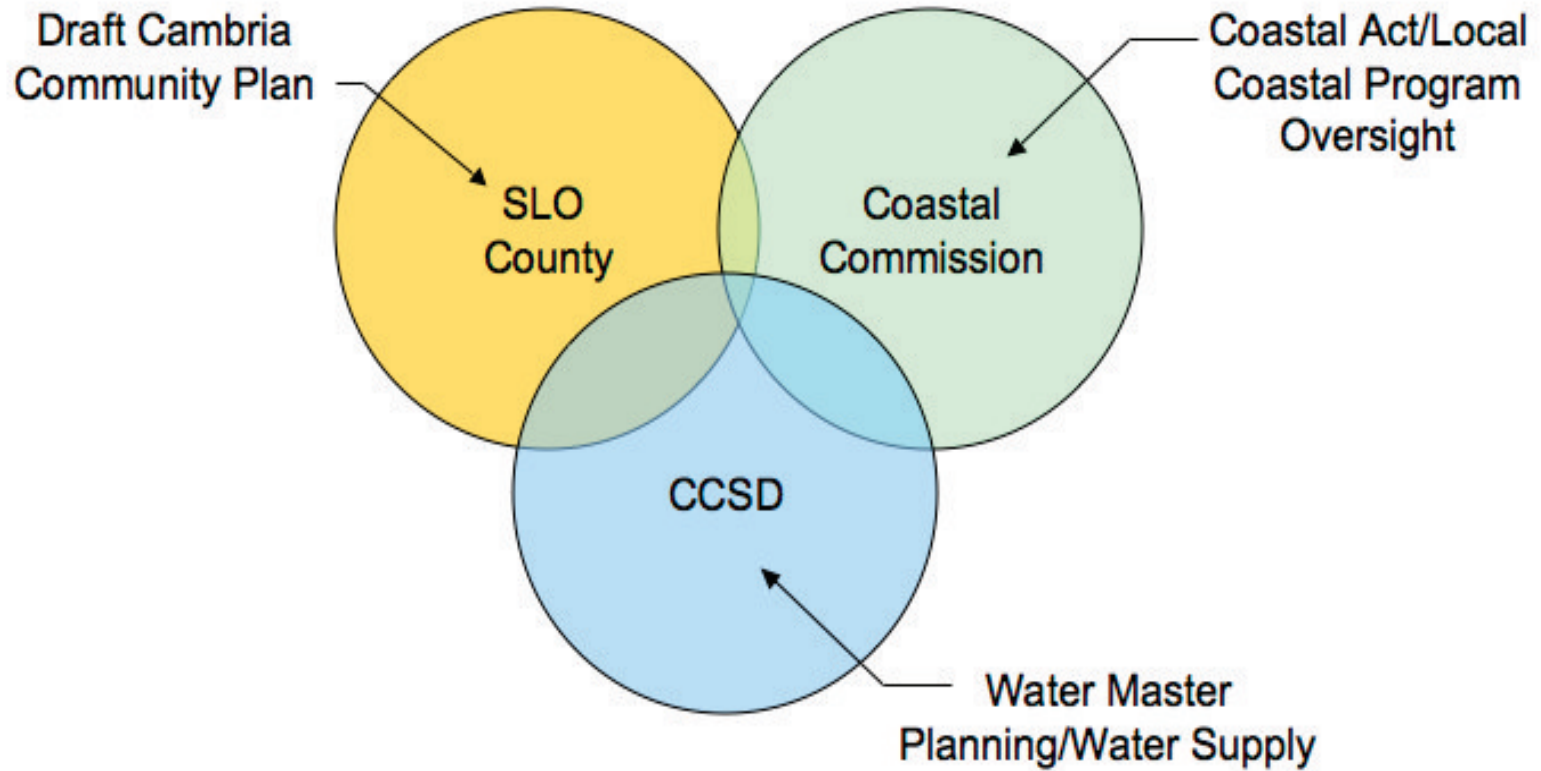 Draft Cambria
Community Plan
Coastal Act/Local
Coastal Program
Oversight
SLO
County
Coastal
Commission
CCSD
Water Master
Planning/Water Supply